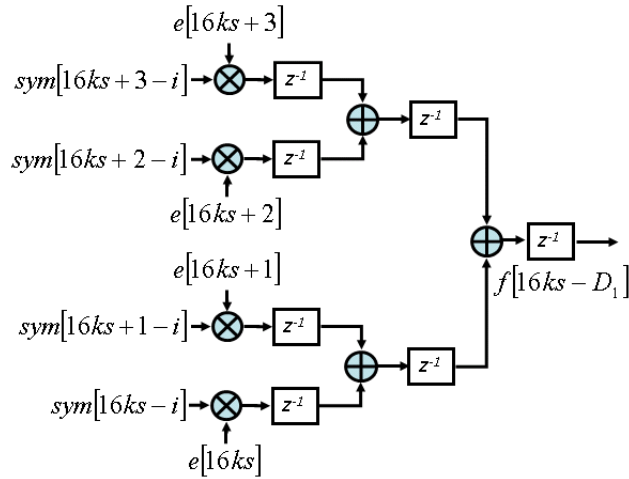 e[16ks + 3]
sym[16ks + 3 − i]
z⁻¹
z⁻¹
sym[16ks + 2 − i]
z⁻¹
e[16ks + 2]
z⁻¹
e[16ks + 1]
f[16ks − D₁]
sym[16ks + 1 − i]
z⁻¹
z⁻¹
sym[16ks − i]
z⁻¹
e[16ks]